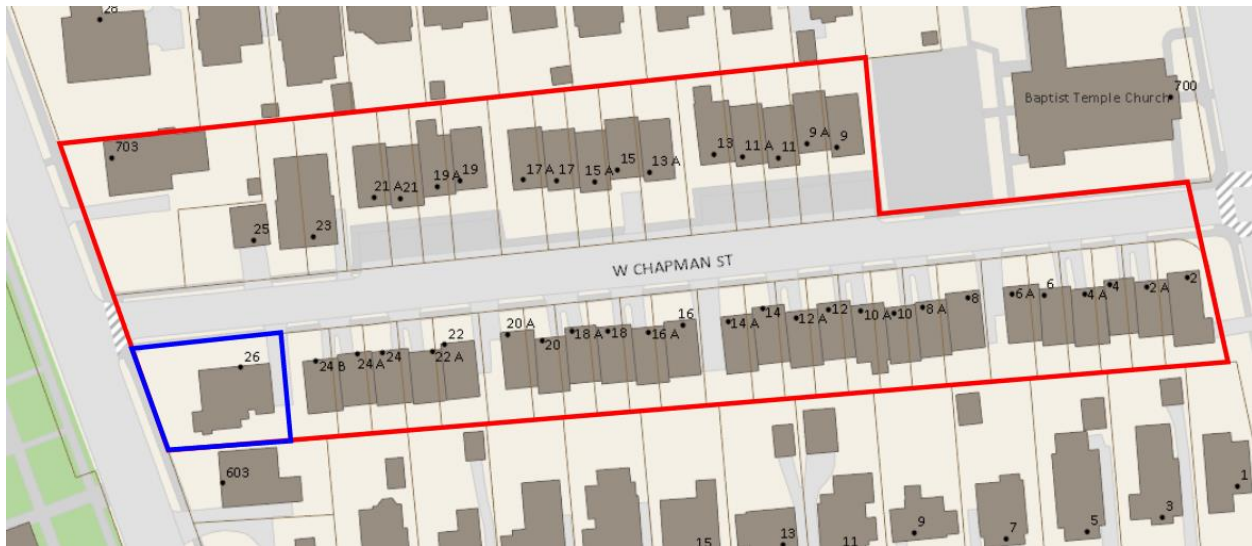 28
703
25
23
21 A
21
19 A
19
17 A
17
15 A
15
13 A
13
11 A
11
9 A
9
Baptist Temple Church
700
W CHAPMAN ST
26
24 B
24 A
24
22 A
22
20 A
20
18 A
18
16 A
16
14 A
14
12 A
12
10 A
10
8 A
8
6 A
6
4 A
4
2 A
2
603
15
13
11
9
7
5
3
1